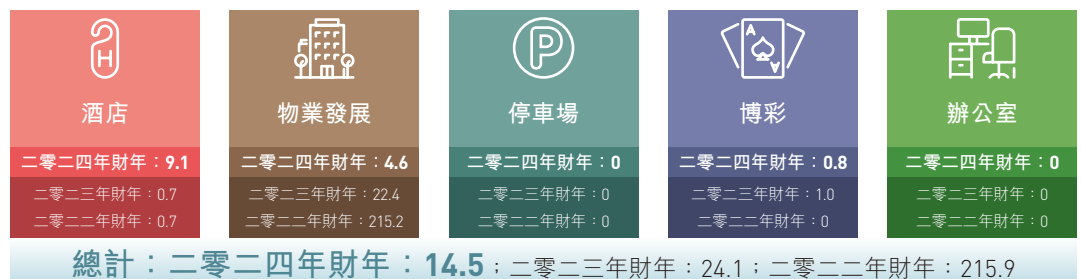 酒店
二零二四年財年：9.1
二零二三年財年：0.7
二零二二年財年：0.7
物業發展
二零二四年財年：4.6
二零二三年財年：22.4
二零二二年財年：215.2
P
停車場
二零二四年財年：0
二零二三年財年：0
二零二二年財年：0
A
A
博彩
二零二四年財年：0.8
二零二三年財年：1.0
二零二二年財年：0
辦公室
二零二四年財年：0
二零二三年財年：0
二零二二年財年：0
H
總計：二零二四年財年：14.5；二零二三年財年：24.1；二零二二年財年：215.9